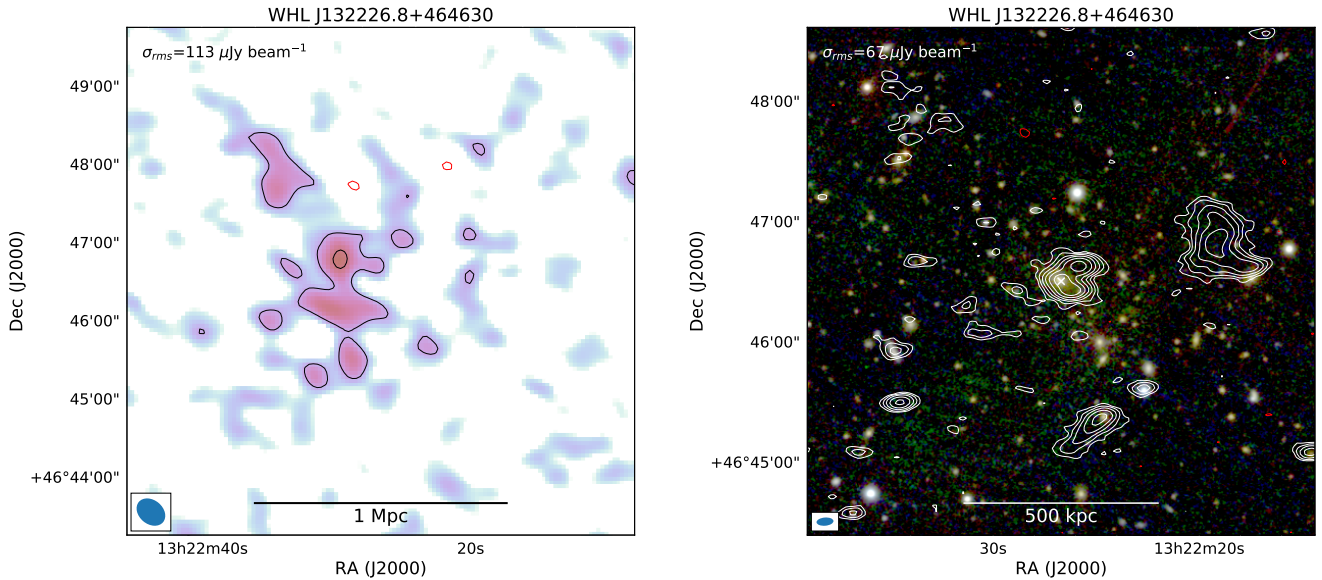 WHL J132226.8+464630
σrms=113 μJy beam⁻¹
49'00"
48'00"
47'00"
46'00"
45'00"
+46°44'00"
Dec (J2000)
1 Mpc
13h22m40s
20s
RA (J2000)
WHL J132226.8+464630
σrms=67 μJy beam⁻¹
48'00"
47'00"
46'00"
+46°45'00"
Dec (J2000)
500 kpc
30s
13h22m20s
RA (J2000)